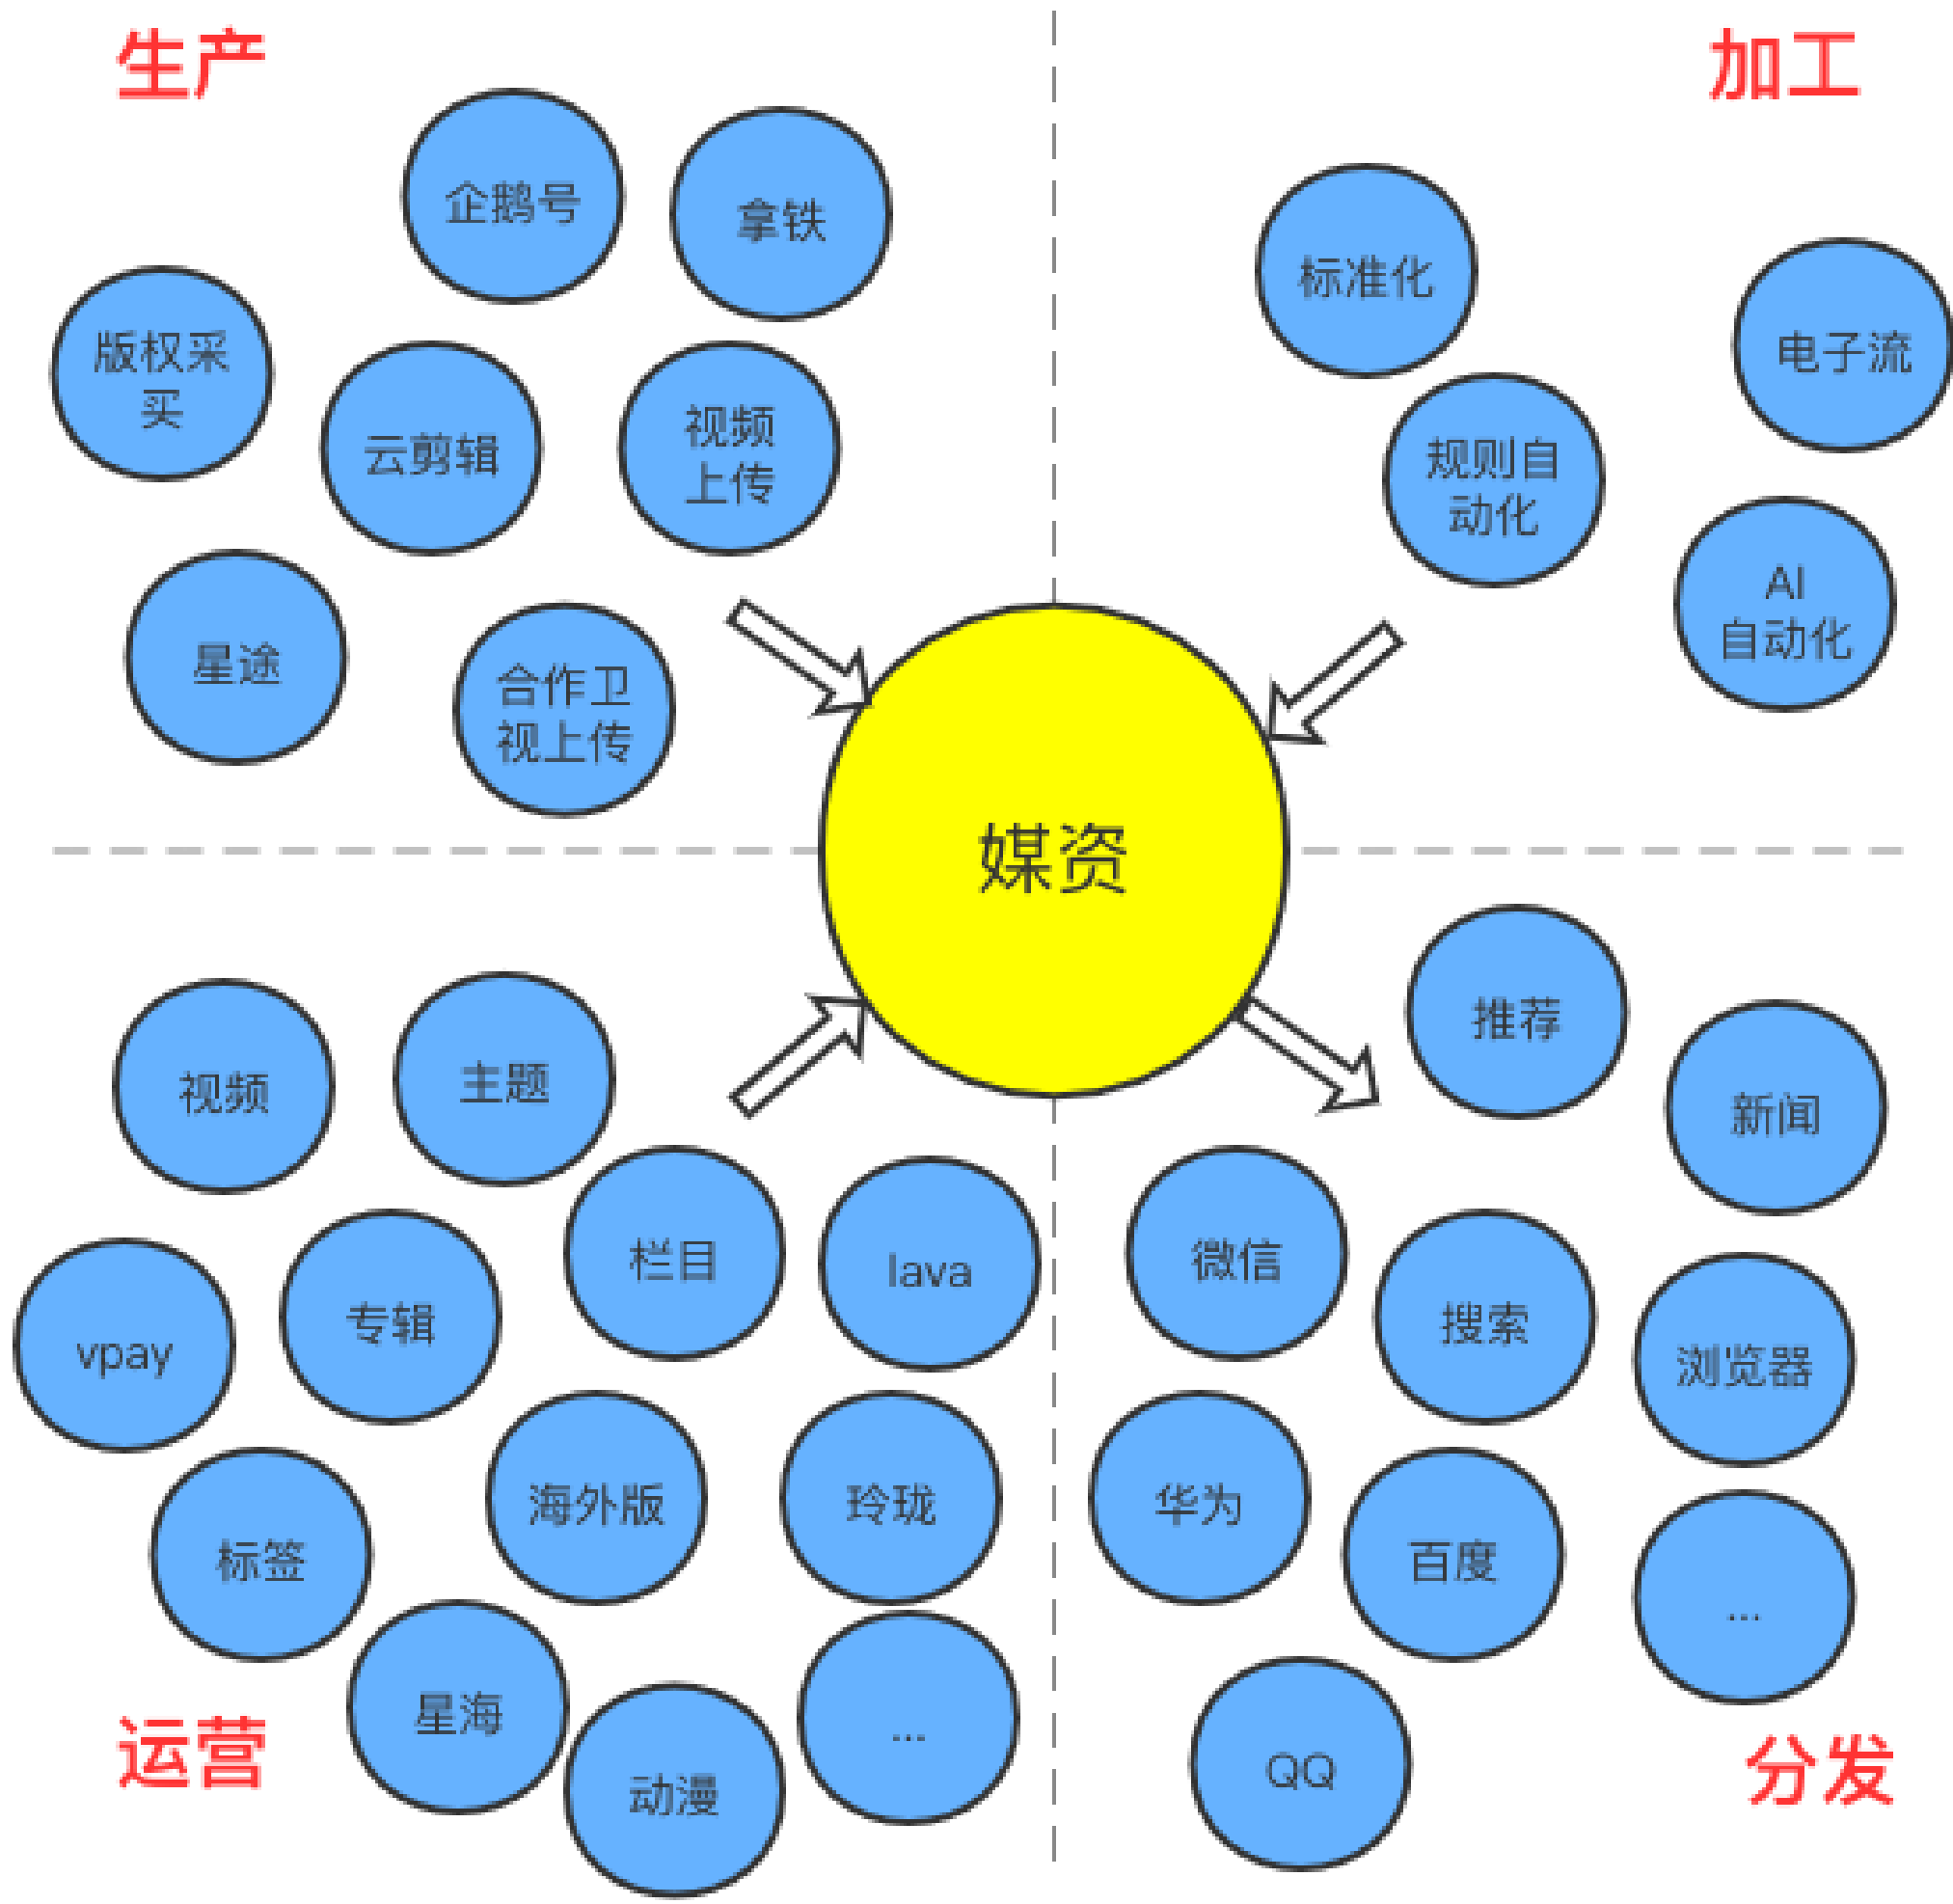 生产
企鹅号
拿铁
版权采
买
云剪辑
视频
上传
星途
合作卫
视上传
加工
标准化
电子流
规则自
动化
AI
自动化
媒资
视频
主题
栏目
lava
vpay
专辑
标签
海外版
玲珑
星海
动漫
...
运营
推荐
新闻
微信
搜索
浏览器
华为
百度
...
QQ
分发